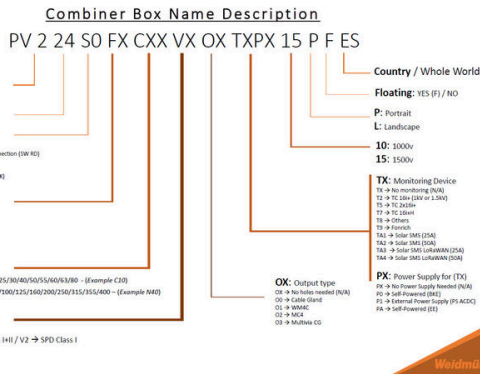 Combiner Box Name Description
PV 2 24 S0 FX CXX VX OX TXPX 15 P F ES
Country / Whole World
Floating: YES (F) / NO
P: Portrait
L: Landscape
10: 1000v
15: 1500v
nection (SW RD)
X)
TX: Monitoring Device
TX → No monitoring (N/A)
T2 → TC 16I+ (1kV or 1.5kV)
T5 → TC 2x16I+
T7 → TC 16I+H
T8 → Others
T3 → Fonrich
TA1 → Solar SMS (25A)
TA2 → Solar SMS (50A)
TA3 → Solar SMS LoRaWAN (25A)
TA4 → Solar SMS LoRaWAN (50A)
PX: Power Supply for (TX)
PX → No Power Supply Needed (N/A)
P0 → Self-Powered (BKE)
P1 → External Power Supply (PS ACDC)
PA → Self-Powered (EE)
25/30/40/50/55/60/63/80 - (Example C10)
/100/125/160/200/250/315/355/400 – (Example N40)
OX: Output type
OX → No holes needed (N/A)
O0 → Cable Gland
O1 → WM4C
O2 → MC4
O3 → Multivia CG
I+II / V2 → SPD Class I
Weidmü